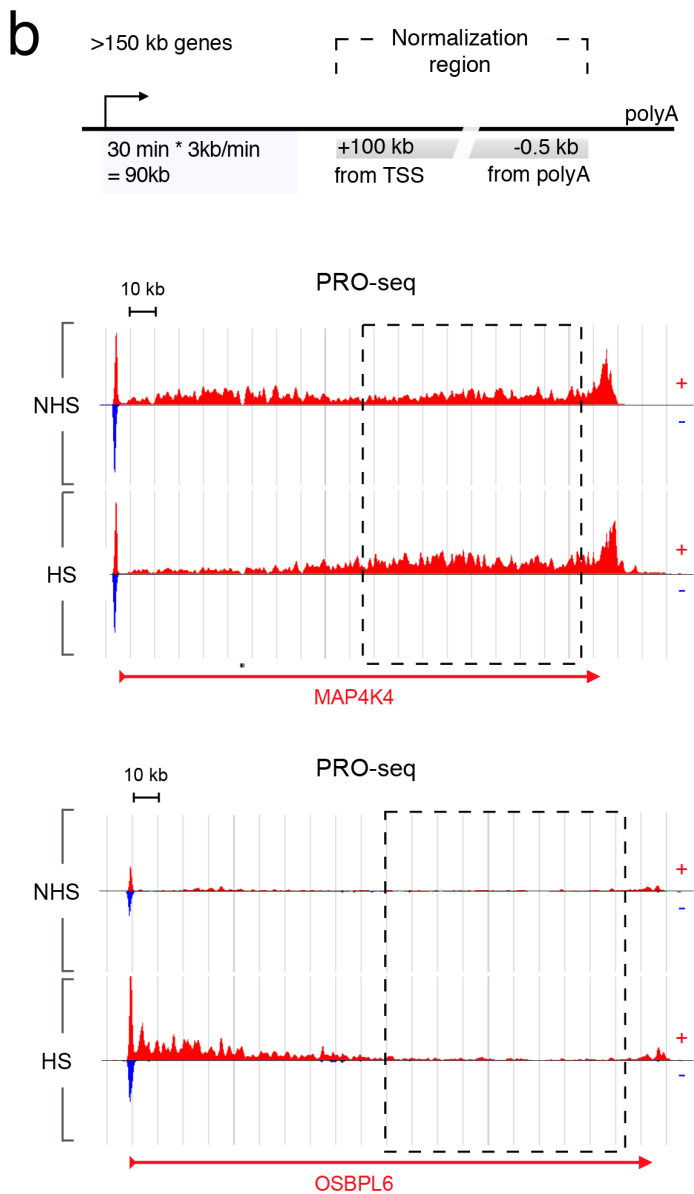 b
>150 kb genes
Normalization
region
polyA
30 min * 3kb/min
= 90kb
+100 kb
from TSS
-0.5 kb
from polyA
10 kb
PRO-seq
NHS
+
-
HS
+
-
MAP4K4
10 kb
PRO-seq
NHS
+
-
-
HS
+
-
OSBPL6